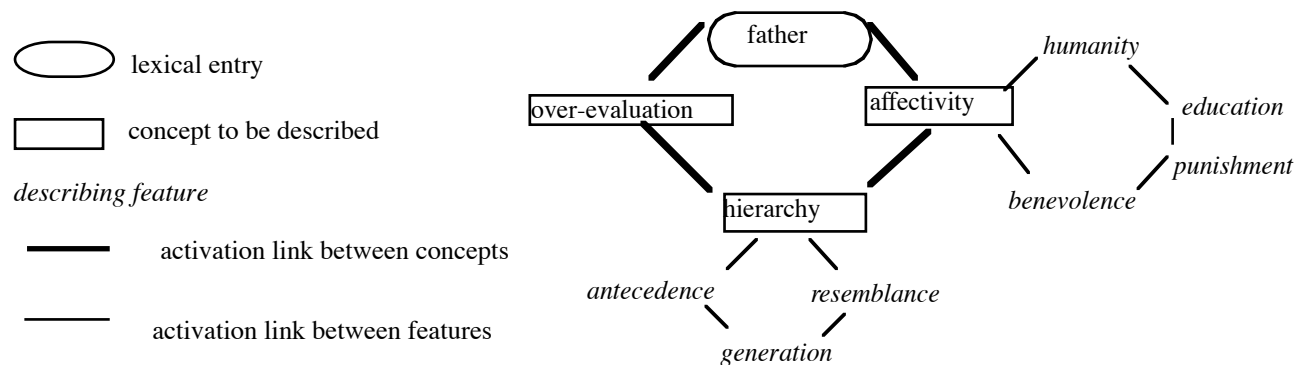 lexical entry
concept to be described
describing feature
activation link between concepts
activation link between features
father
over-evaluation
affectivity
hierarchy
humanity
education
punishment
benevolence
antecedence
resemblance
generation